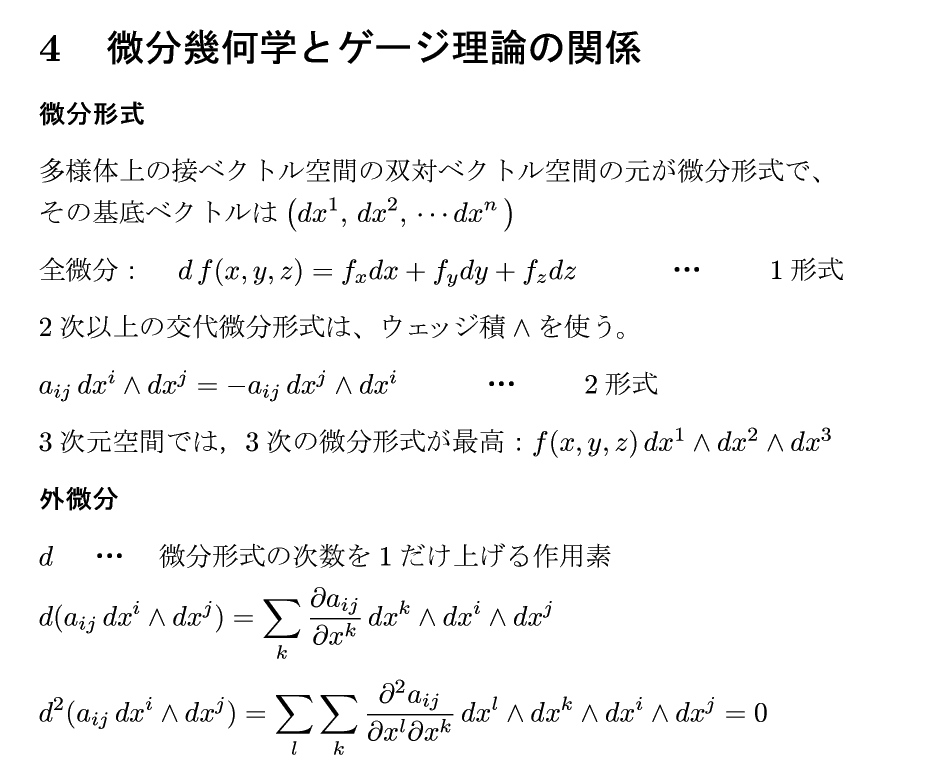 4 微分幾何学とゲージ理論の関係
微分形式
多様体上の接ベクトル空間の双対ベクトル空間の元が微分形式で、
その基底ベクトルは (dx^1, dx^2, ⋯dx^n)
全微分： d f(x, y, z) = f_x dx + f_y dy + f_z dz … 1 形式
2 次以上の交代微分形式は、ウェッジ積 ∧ を使う。
a_{ij} dx^i ∧ dx^j = −a_{ij} dx^j ∧ dx^i … 2 形式
3 次元空間では, 3 次の微分形式が最高：f(x, y, z) dx^1 ∧ dx^2 ∧ dx^3
外微分
d … 微分形式の次数を 1 だけ上げる作用素
d(a_{ij} dx^i ∧ dx^j) = \sum_k \frac{∂a_{ij}}{∂x^k} dx^k ∧ dx^i ∧ dx^j
d^2(a_{ij} dx^i ∧ dx^j) = \sum_l \sum_k \frac{∂^2 a_{ij}}{∂x^l ∂x^k} dx^l ∧ dx^k ∧ dx^i ∧ dx^j = 0